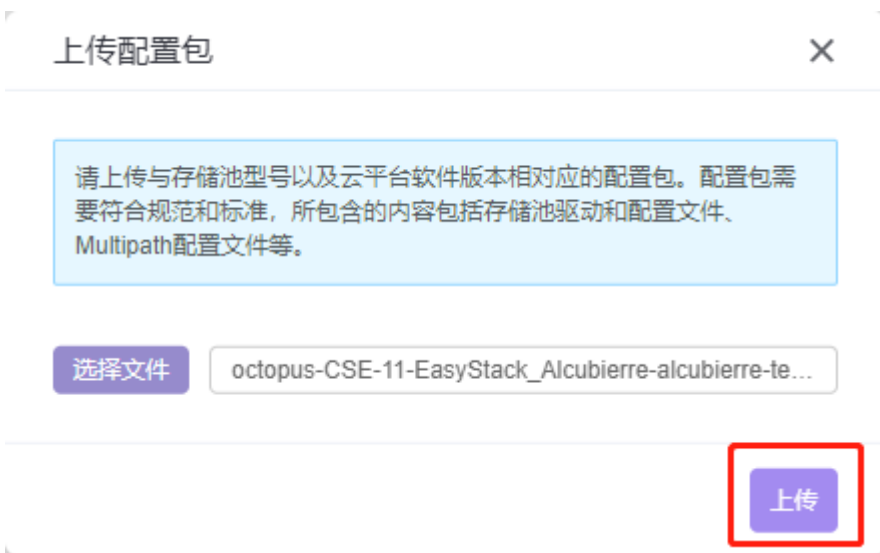 上传配置包
请上传与存储池型号以及云平台软件版本相对应的配置包。配置包需
要符合规范和标准，所包含的内容包括存储池驱动和配置文件、
Multipath配置文件等。
选择文件 octopus-CSE-11-EasyStack_Alcubierre-alcubierre-te...
上传